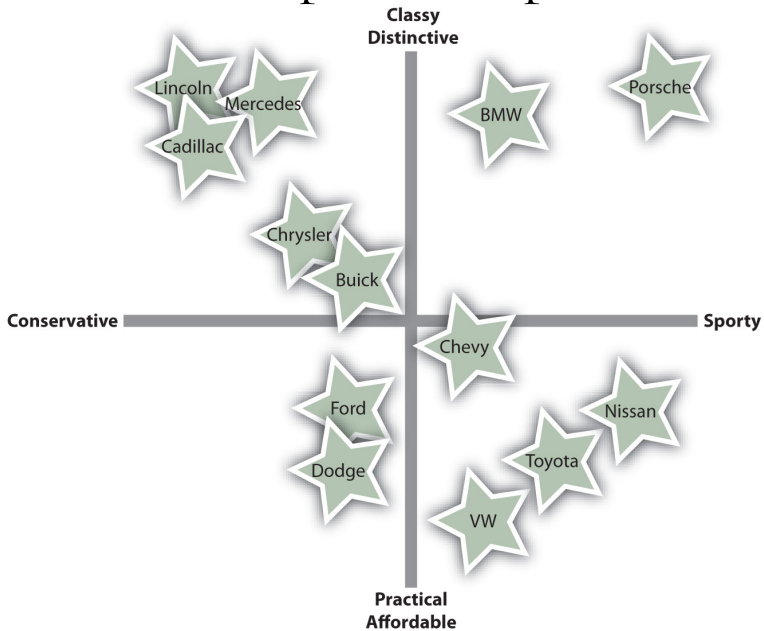 Classy
Distinctive
Lincoln
Mercedes
Cadillac
BMW
Porsche
Chrysler
Buick
Conservative
Sporty
Chevy
Ford
Nissan
Dodge
Toyota
VW
Practical
Affordable